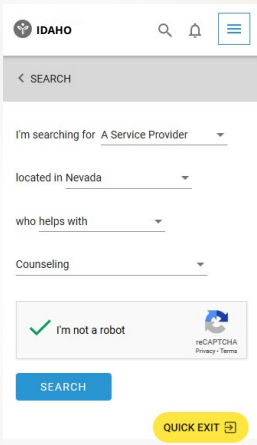 IDAHO
SEARCH
I'm searching for A Service Provider
located in Nevada
who helps with
Counseling
I'm not a robot
reCAPTCHA
Privacy - Terms
SEARCH
QUICK EXIT